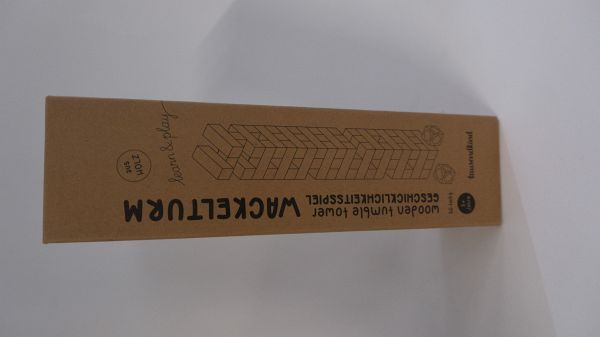 learn & play
aus
HOLZ
WACKELTURM
wooden tumble tower
GESCHICKLICHKEITSSPIEL
tausendkind